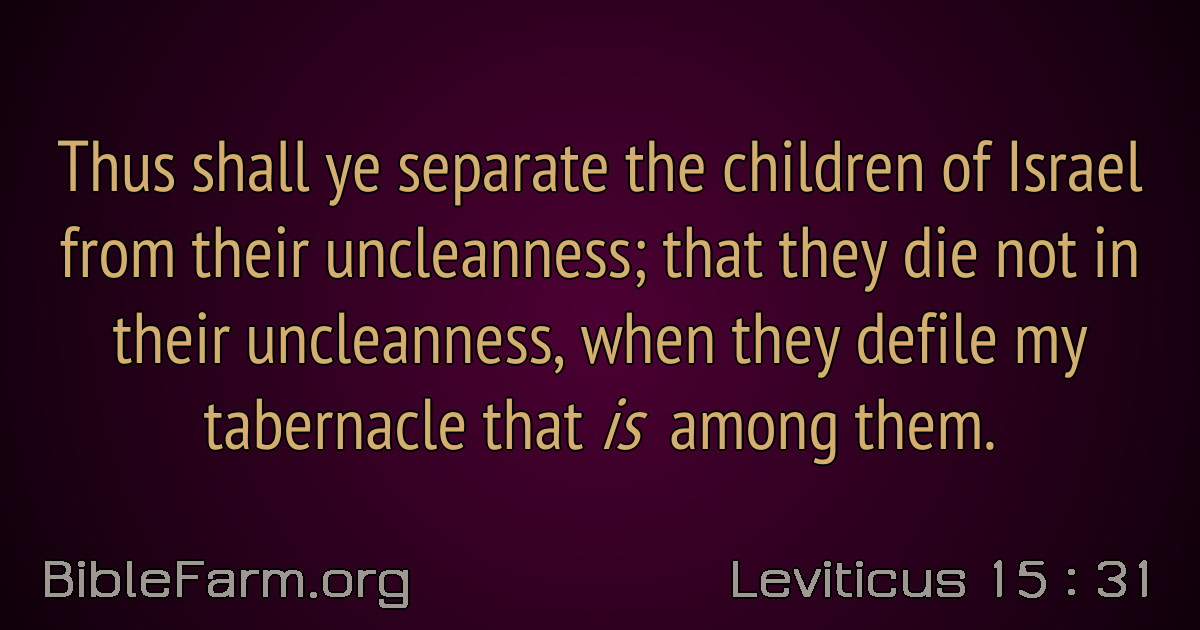 Thus shall ye separate the children of Israel
from their uncleanness; that they die not in
their uncleanness, when they defile my
tabernacle that is among them.
BibleFarm.org
Leviticus 15 : 31